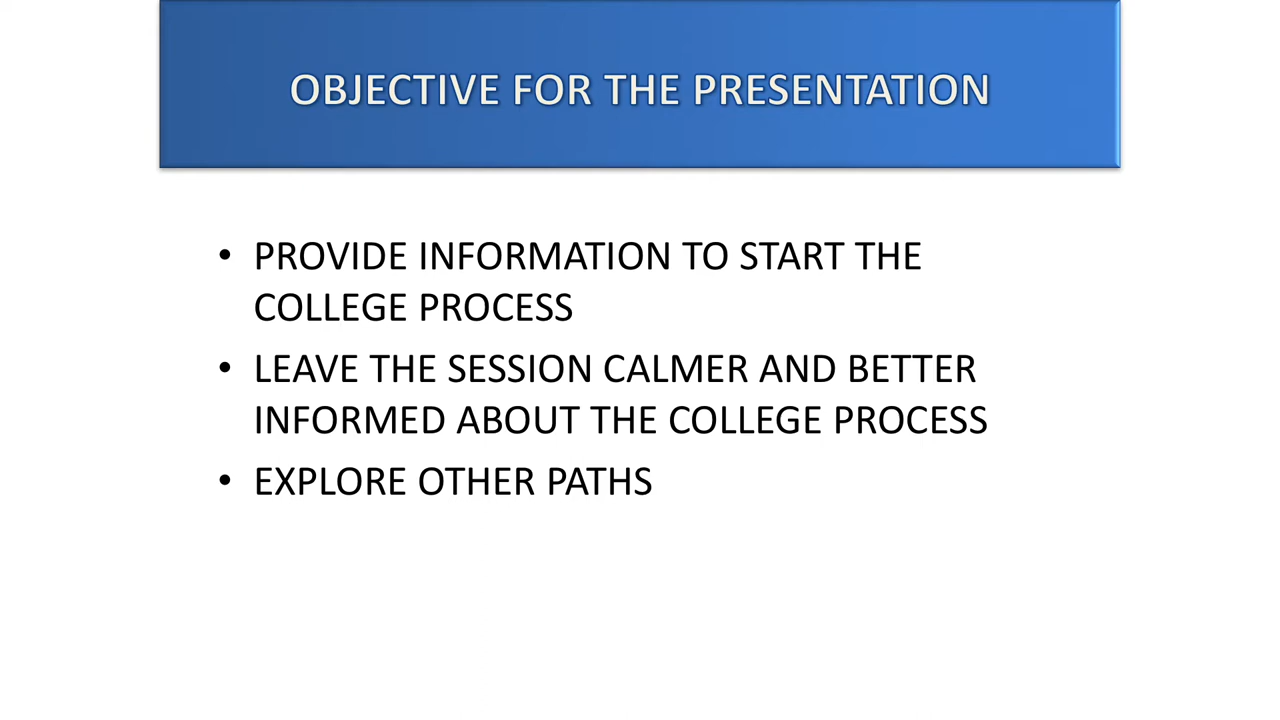 OBJECTIVE FOR THE PRESENTATION
• PROVIDE INFORMATION TO START THE
COLLEGE PROCESS
• LEAVE THE SESSION CALMER AND BETTER
INFORMED ABOUT THE COLLEGE PROCESS
• EXPLORE OTHER PATHS